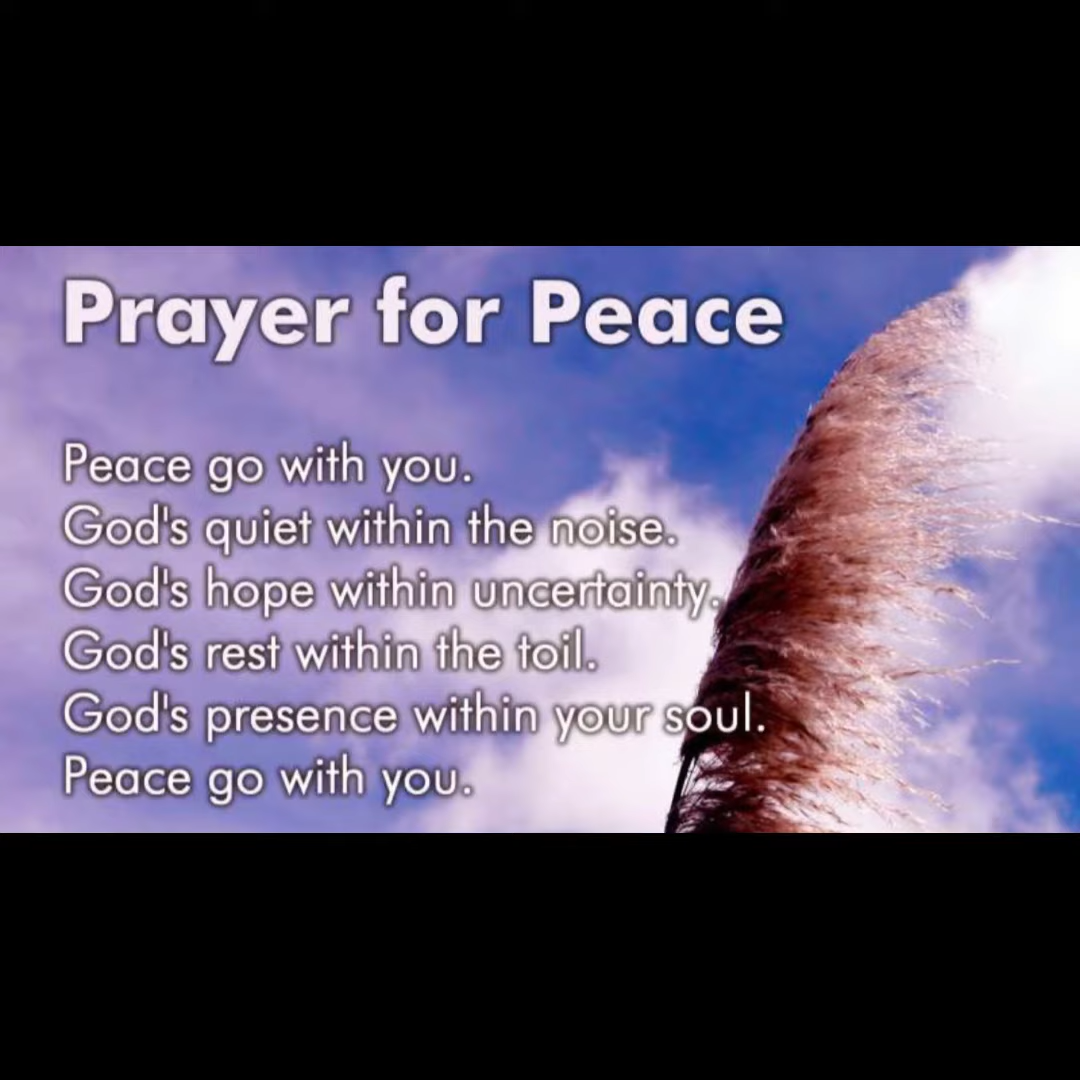 Prayer for Peace
Peace go with you.
God's quiet within the noise.
God's hope within uncertainty.
God's rest within the toil.
God's presence within your soul.
Peace go with you.